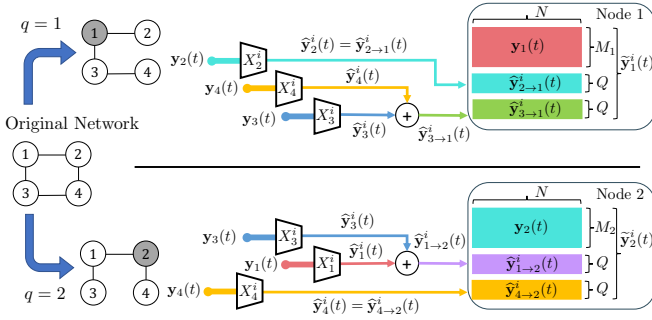 q = 1
1 2
3 4
Original Network
1 2
3 4
q = 2
1 2
3 4
y₂(t) X₂ⁱ ŷ₂ⁱ(t) = ŷ₂→₁ⁱ(t)
y₄(t) X₄ⁱ ŷ₄ⁱ(t)
y₃(t) X₃ⁱ ŷ₃ⁱ(t) + ŷ₃→₁ⁱ(t)
N Node 1
y₁(t) M₁ ỹ₁ⁱ(t)
ŷ₂→₁ⁱ(t) Q
ŷ₃→₁ⁱ(t) Q
y₃(t) X₃ⁱ ŷ₃ⁱ(t)
y₁(t) X₁ⁱ ŷ₁ⁱ(t) + ŷ₁→₂ⁱ(t)
y₄(t) X₄ⁱ ŷ₄ⁱ(t) = ŷ₄→₂ⁱ(t)
N Node 2
y₂(t) M₂ ỹ₂ⁱ(t)
ŷ₁→₂ⁱ(t) Q
ŷ₄→₂ⁱ(t) Q